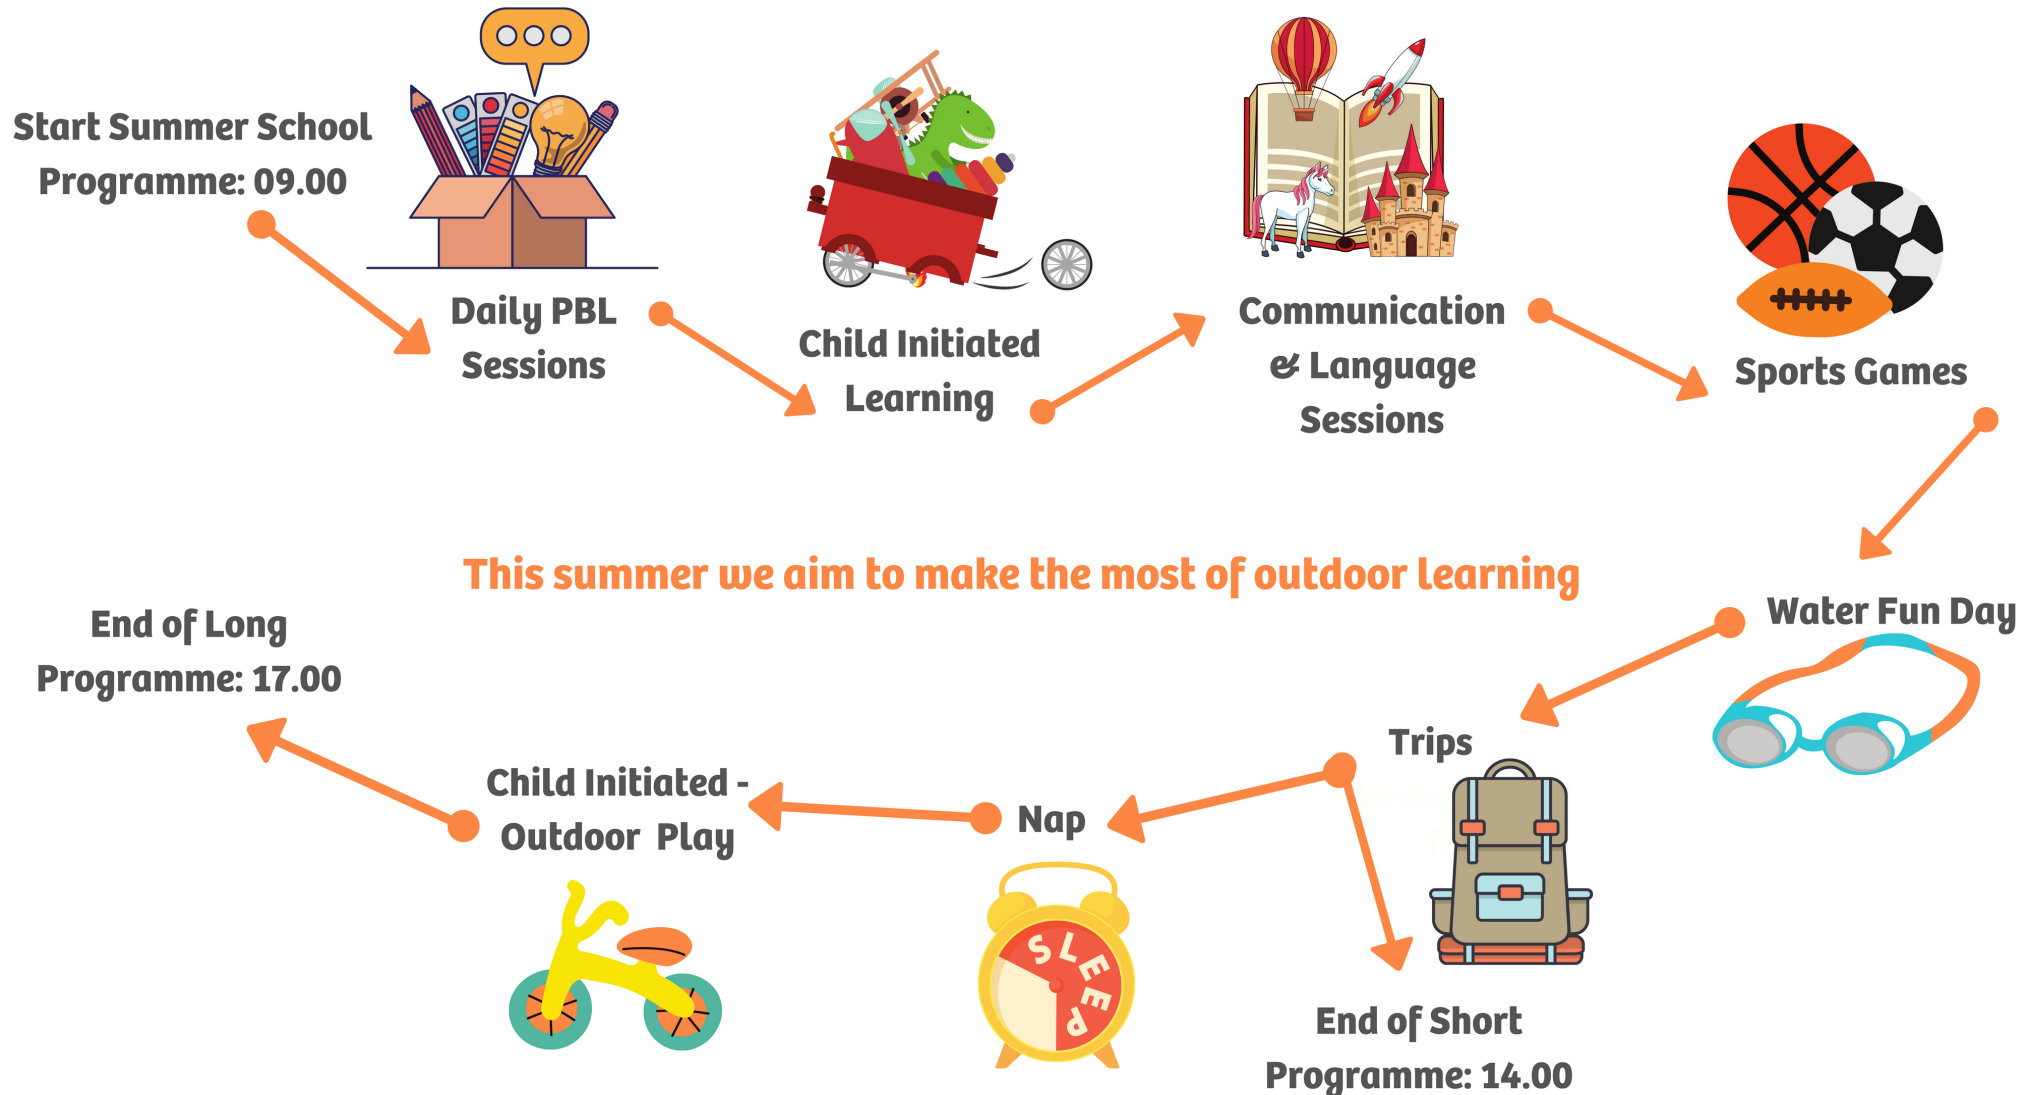 Start Summer School
Programme: 09.00
Daily PBL
Sessions
Child Initiated
Learning
Communication
& Language
Sessions
Sports Games
This summer we aim to make the most of outdoor learning
Water Fun Day
Trips
End of Short
Programme: 14.00
Nap
SLEEP
Child Initiated -
Outdoor Play
End of Long
Programme: 17.00